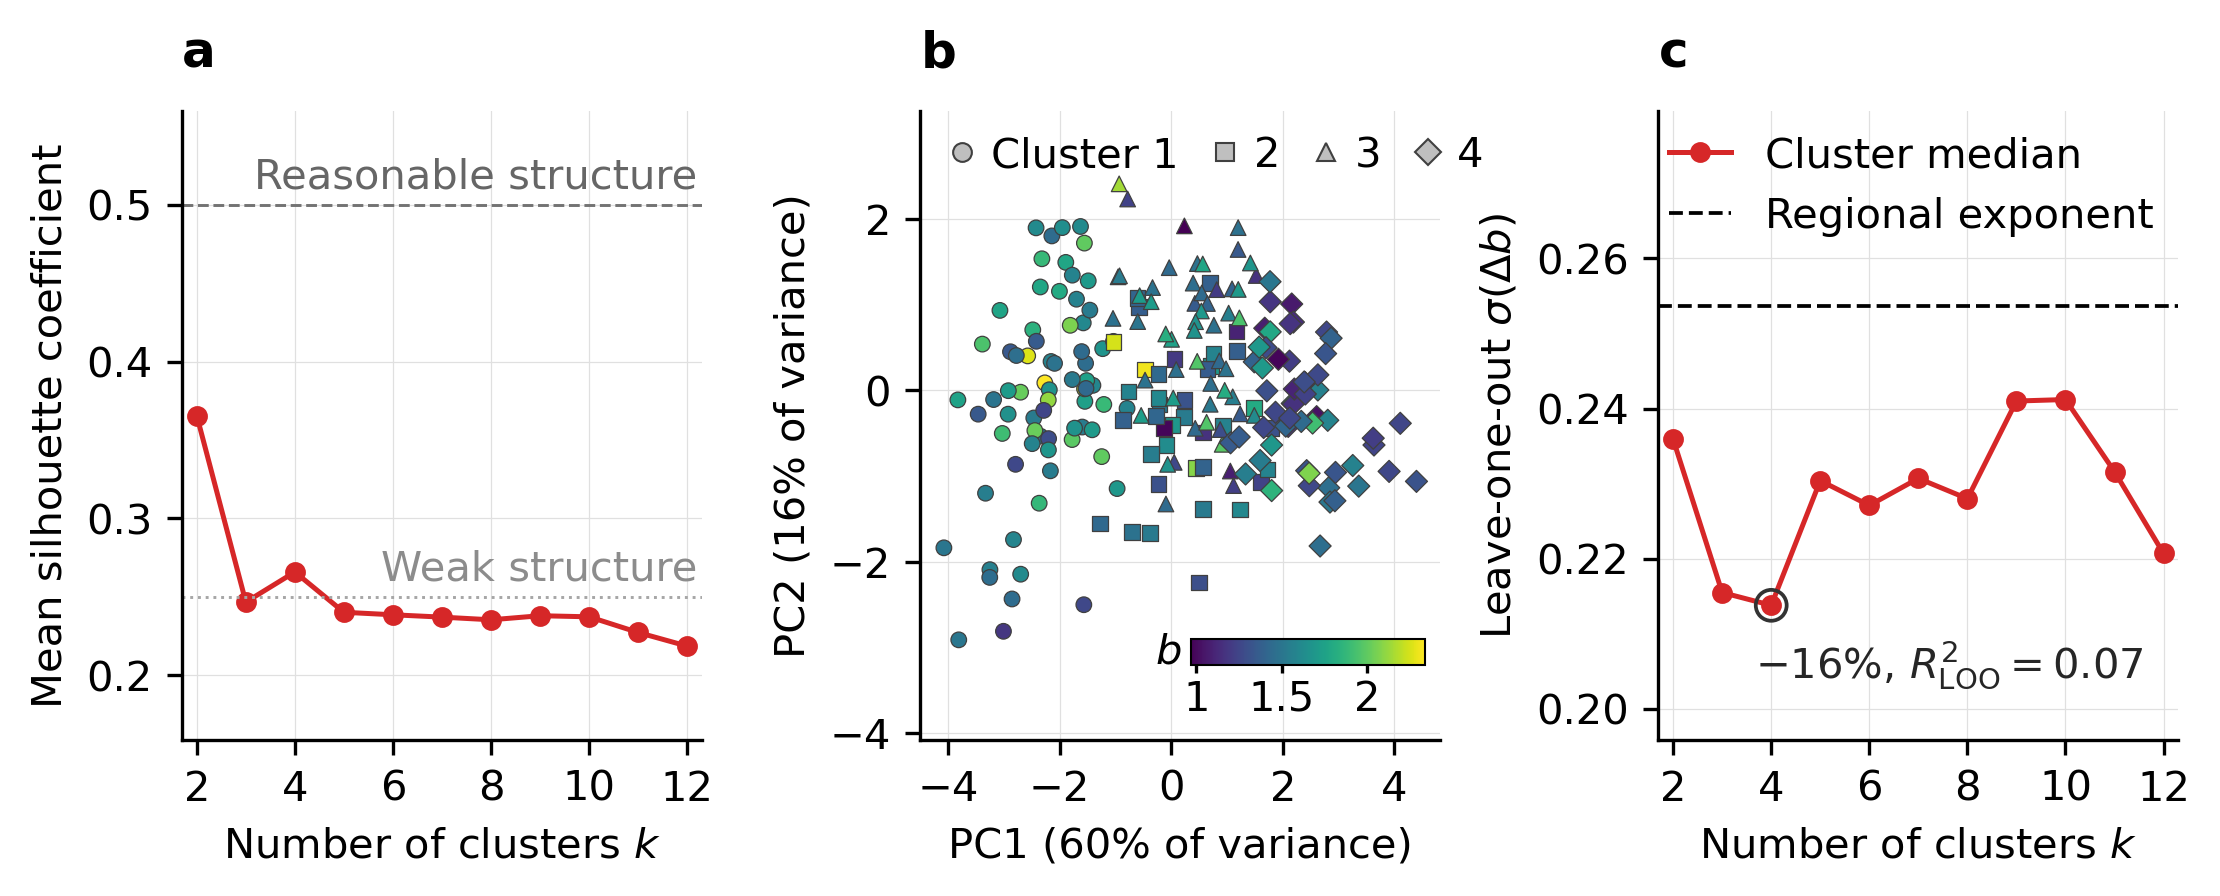 a
Mean silhouette coefficient
0.5
0.4
0.3
0.2
Reasonable structure
Weak structure
2 4 6 8 10 12
Number of clusters k
b
PC2 (16% of variance)
2
0
−2
−4
Cluster 1 2 3 4
b
1 1.5 2
−4 −2 0 2 4
PC1 (60% of variance)
c
Leave-one-out σ(Δb)
0.26
0.24
0.22
0.20
Cluster median
Regional exponent
−16%, R²LOO = 0.07
2 4 6 8 10 12
Number of clusters k